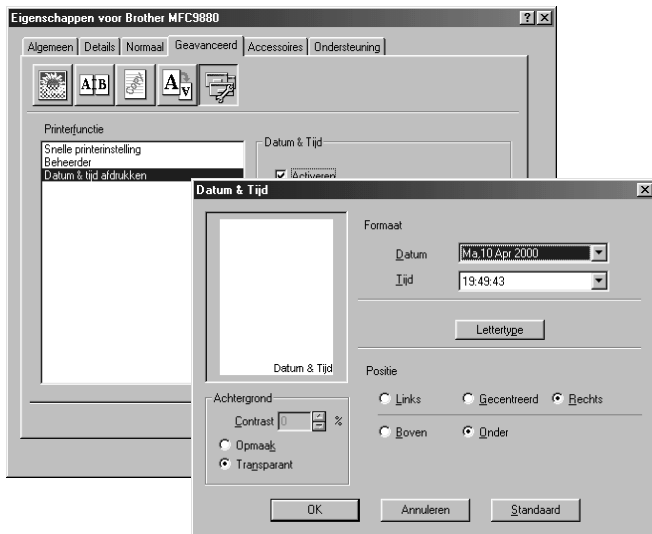 Eigenschappen voor Brother MFC9880
Algemeen Details Normaal Geavanceerd Accessoires Ondersteuning
Printerfunctie
Snelle printerinstelling
Beheerder
Datum & tijd afdrukken
Datum & Tijd
Activeren
Datum & Tijd
Datum & Tijd
Formaat
Datum Ma,10 Apr 2000
Tijd 19:49:43
Lettertype
Positie
Links Gecentreerd Rechts
Boven Onder
Achtergrond
Contrast 0 %
Opmaak
Transparant
OK Annuleren Standaard